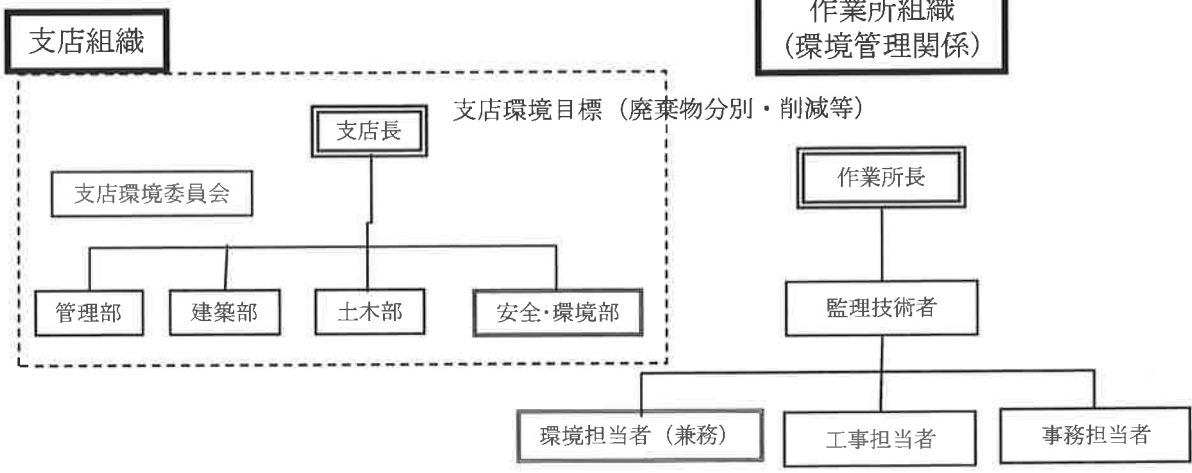 支店組織
作業所組織
(環境管理関係)
支店環境目標（廃棄物分別・削減等）
支店長
支店環境委員会
作業所長
管理部
建築部
土木部
安全・環境部
監理技術者
環境担当者（兼務）
工事担当者
事務担当者